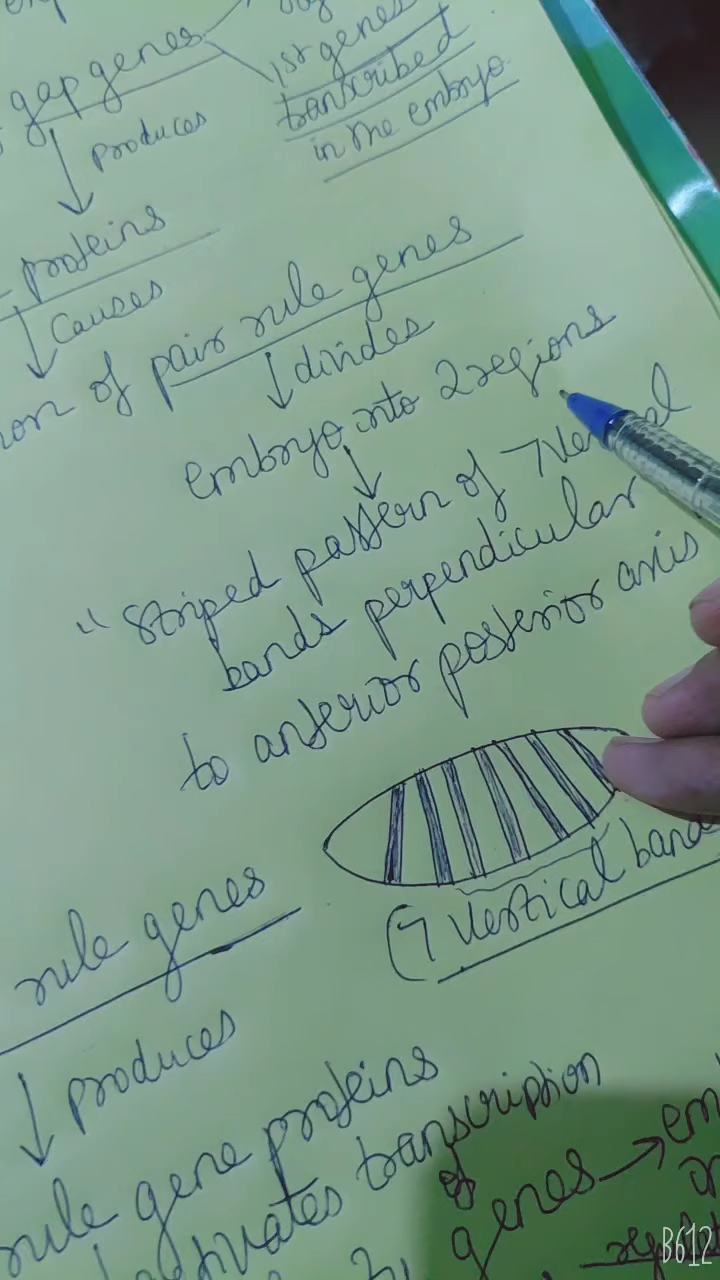 gap genes
1st genes
transcribed
in the embryo
produces
proteins
causes
of pair rule genes
divides
embryo into 2 regions
"striped pattern of 7
bands perpendicular
to anterior posterior axis
(7 vertical band
rule genes
produces
rule gene proteins
activates transcription
of
genes
B612